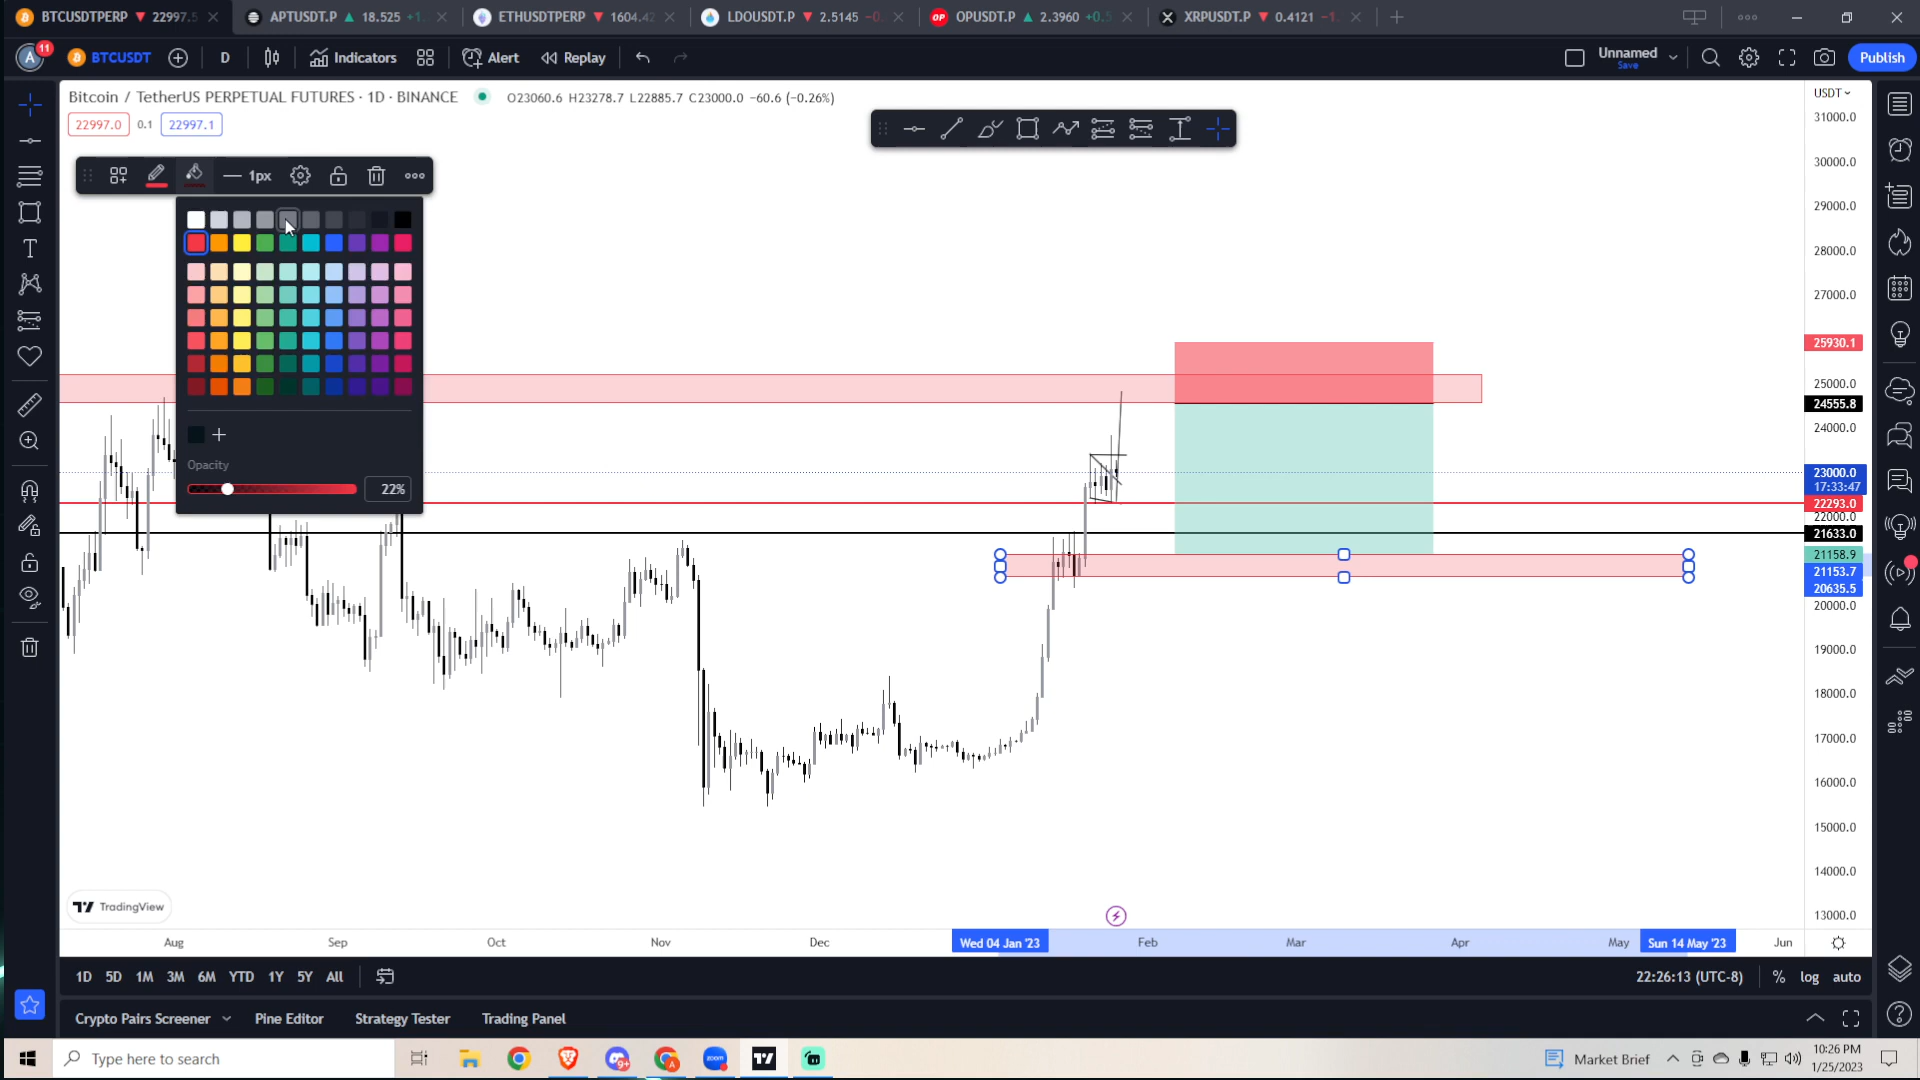 BTCUSDTPERP ▼ 22997.5
APTUSDT.P ▲ 18.525 +1.
ETHUSDTPERP ▼ 1604.42
LDOUSDT.P ▼ 2.5145 −0.
OPUSDT.P ▲ 2.3960 +0.5
XRPUSDT.P ▼ 0.4121 −1.
A 11 BTCUSDT D Indicators Alert Replay Unnamed Save Publish
Bitcoin / TetherUS PERPETUAL FUTURES · 1D · BINANCE O23060.6 H23278.7 L22885.7 C23000.0 −60.6 (−0.26%)
22997.0 0.1 22997.1
1px
Opacity
22%
USDT
31000.0
30000.0
29000.0
28000.0
27000.0
25930.1
25000.0
24555.8
24000.0
23000.0
17:33:47
22293.0
22000.0
21633.0
21158.9
21153.7
20635.5
20000.0
19000.0
18000.0
17000.0
16000.0
15000.0
14000.0
13000.0
TradingView
Aug Sep Oct Nov Dec Wed 04 Jan '23 Feb Mar Apr May Sun 14 May '23 Jun
1D 5D 1M 3M 6M YTD 1Y 5Y All 22:26:13 (UTC-8) % log auto
Crypto Pairs Screener Pine Editor Strategy Tester Trading Panel
Type here to search
9+
zoom
Market Brief
10:26 PM
1/25/2023